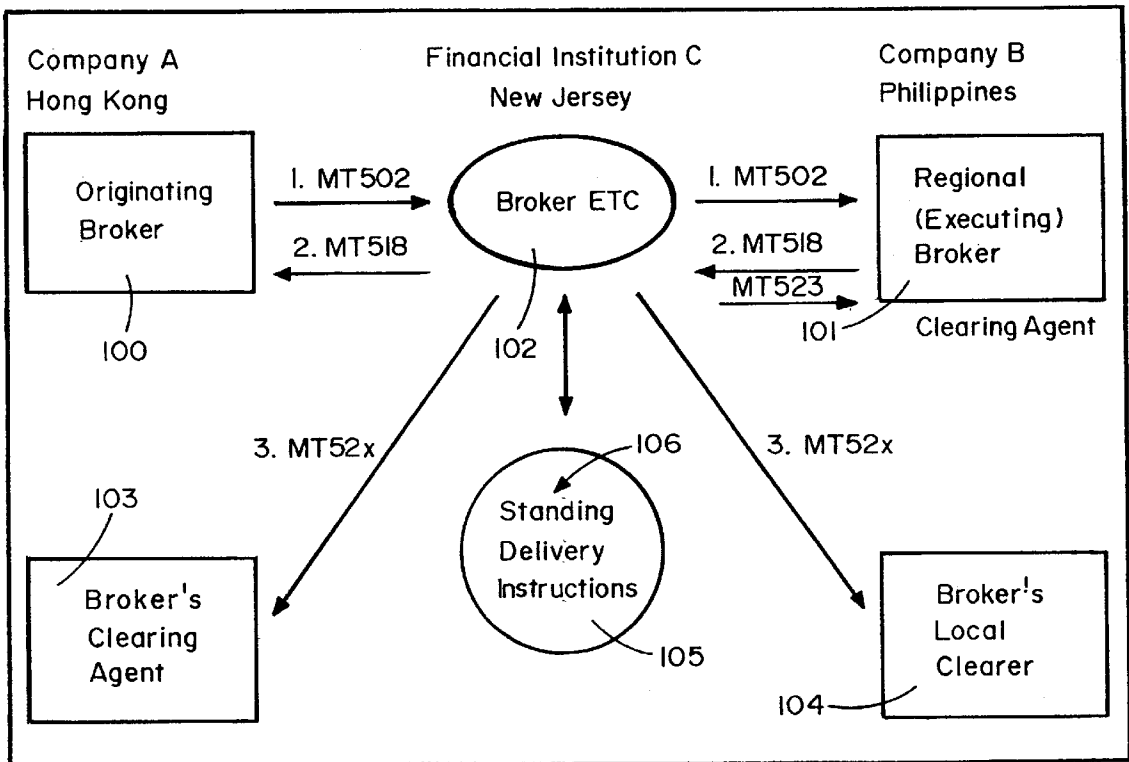 Company A
Hong Kong
Financial Institution C
New Jersey
Company B
Philippines
Originating
Broker
1. MT502
2. MT518
Broker ETC
1. MT502
2. MT518
MT523
Regional
(Executing)
Broker
100
102
101
Clearing Agent
3. MT52x
106
3. MT52x
103
Standing
Delivery
Instructions
105
Broker's
Clearing
Agent
Broker's
Local
Clearer
104